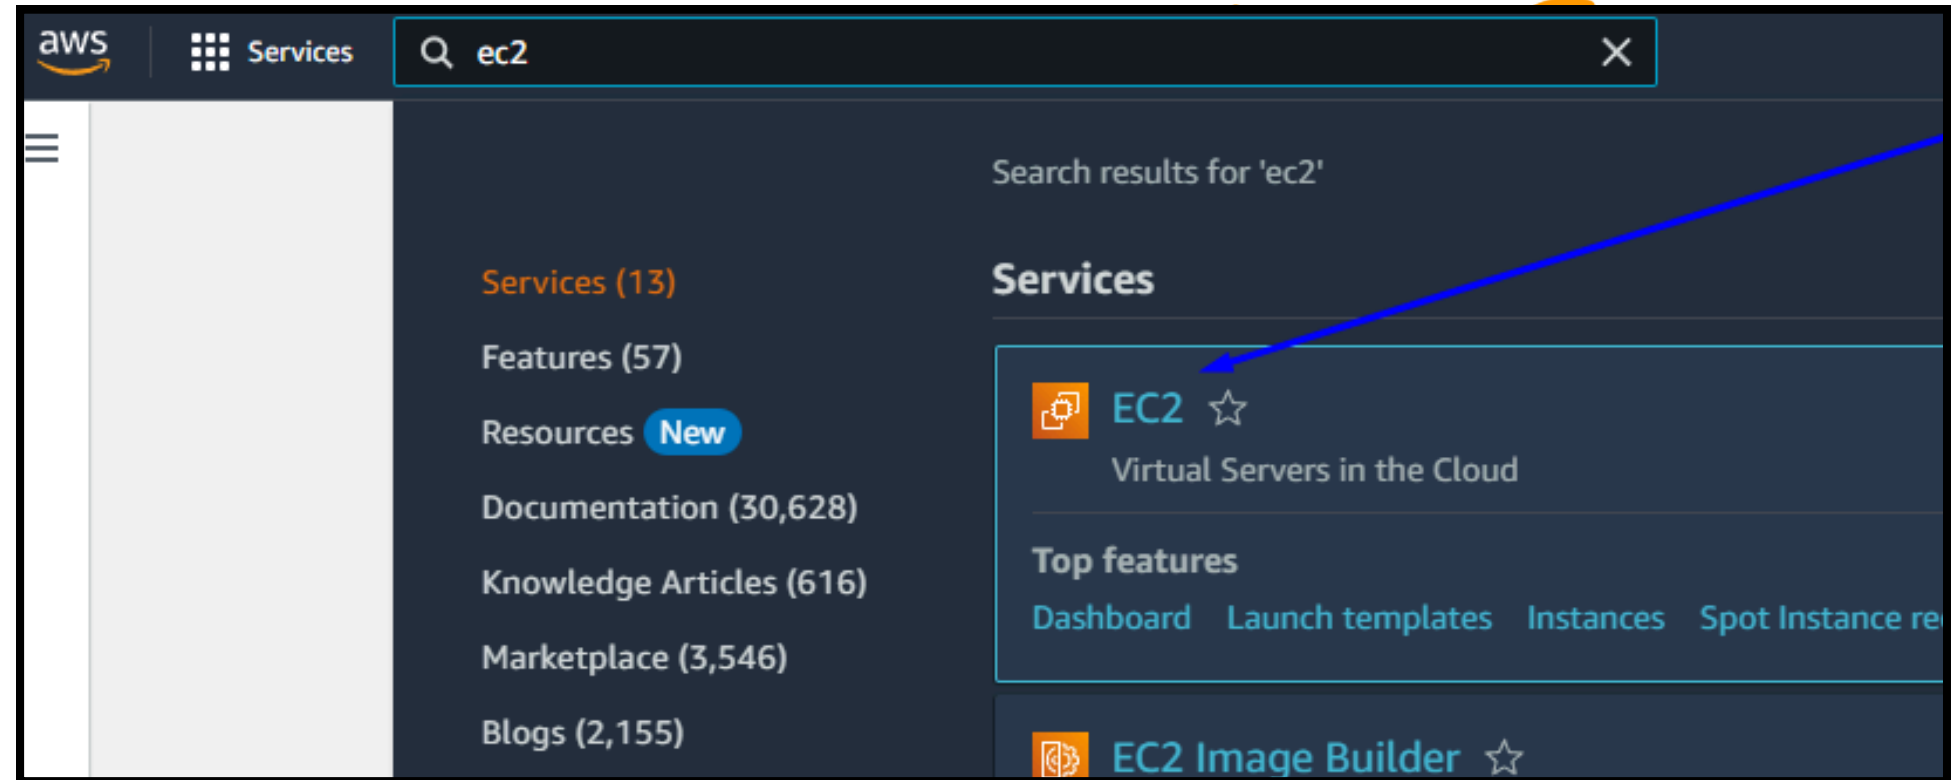 aws
Services
ec2
Search results for 'ec2'
Services (13)
Features (57)
Resources New
Documentation (30,628)
Knowledge Articles (616)
Marketplace (3,546)
Blogs (2,155)
Services
EC2
Virtual Servers in the Cloud
Top features
Dashboard Launch templates Instances Spot Instance
EC2 Image Builder